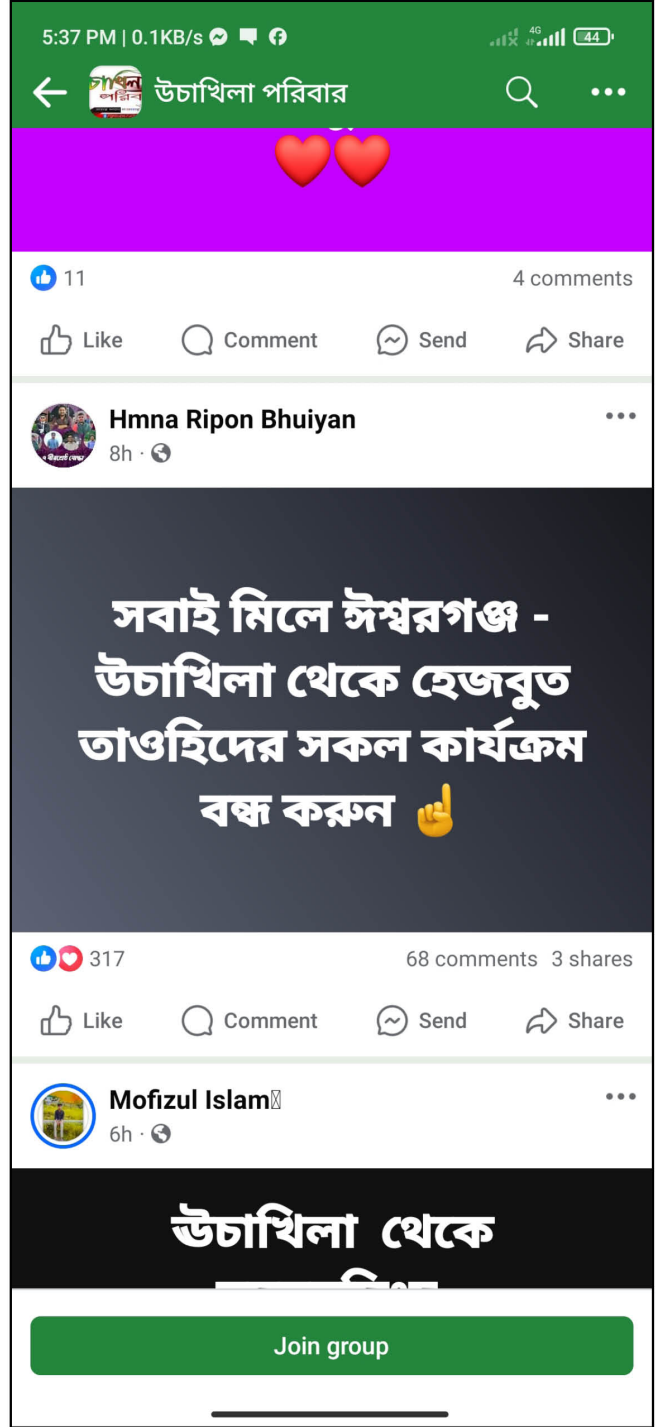 5:37 PM | 0.1KB/s
4G 44
উচাখিলা পরিবার
11 4 comments
Like Comment Send Share
Hmna Ripon Bhuiyan
8h ·
সবাই মিলে ঈশ্বরগঞ্জ -
উচাখিলা থেকে হেজবুত
তাওহিদের সকল কার্যক্রম
বন্ধ করুন ☝️
317 68 comments 3 shares
Like Comment Send Share
Mofizul Islam
6h ·
ঊচাখিলা থেকে
Join group